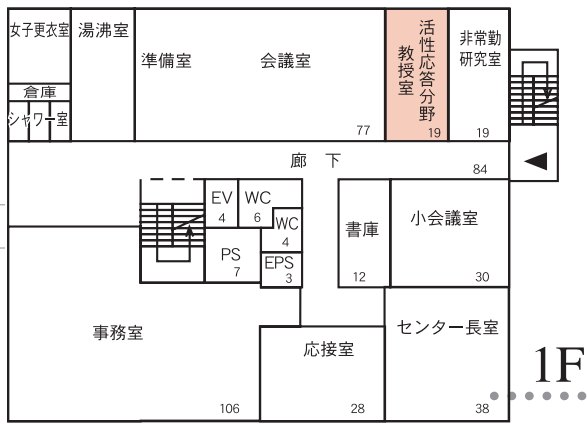 女子更衣室
湯沸室
準備室
会議室
77
活性応答分野
教授室
19
非常勤
研究室
19
倉庫
シャワー室
廊 下
84
EV
4
WC
6
WC
4
PS
7
EPS
3
書庫
12
小会議室
30
事務室
106
応接室
28
センター長室
38
1F